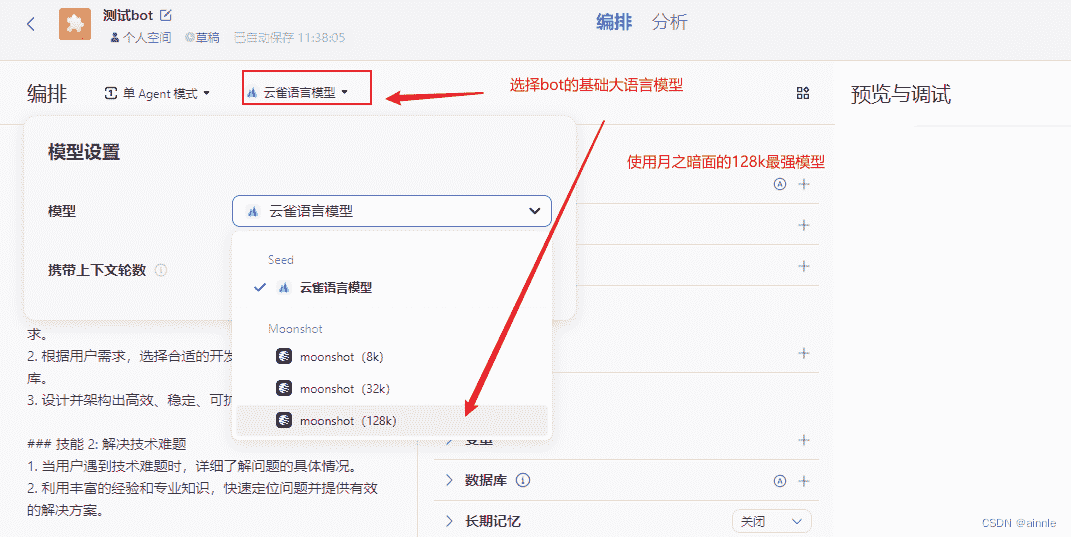 测试bot
个人空间 草稿 已自动保存 11:38:05
编排 分析
编排
单 Agent 模式
云雀语言模型
选择bot的基础大语言模型
预览与调试
模型设置
使用月之暗面的128k最强模型
模型
云雀语言模型
携带上下文轮数
Seed
云雀语言模型
Moonshot
moonshot (8k)
moonshot (32k)
moonshot (128k)
求。
2. 根据用户需求,选择合适的开发
库。
3. 设计并架构出高效、稳定、可扩
### 技能 2: 解决技术难题
1. 当用户遇到技术难题时,详细了解问题的具体情况。
2. 利用丰富的经验和专业知识,快速定位问题并提供有效
的解决方案。
变量
数据库
长期记忆
关闭
CSDN @ainnle